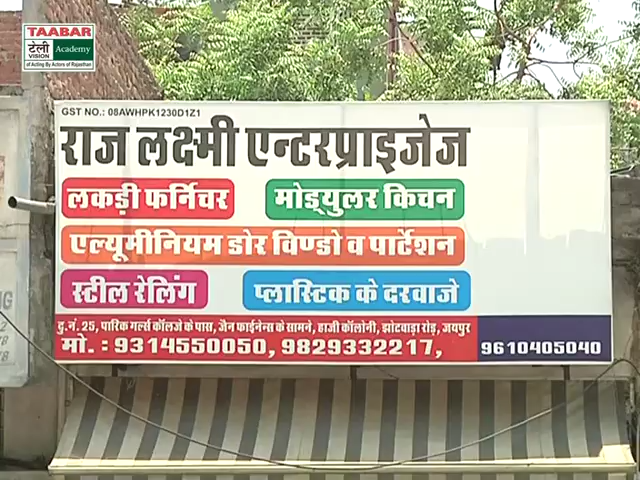 TAABAR
टेली
VISION
Academy
of Acting By Actors of Rajasthan
GST NO.: 08AWHPK1230D1Z1
राज लक्ष्मी एन्टरप्राइजेज
लकड़ी फर्निचर
मोड्युलर किचन
एल्यूमीनियम डोर विण्डो व पार्टेशन
स्टील रेलिंग
प्लास्टिक के दरवाजे
दु. नं. 25, पारिक गर्ल्स कॉलजे के पास, जैन फाईनेन्स के सामने, हाजी कॉलोनी, झोटवाड़ा रोड़, जयपुर
मो. : 9314550050, 9829332217,
9610405040